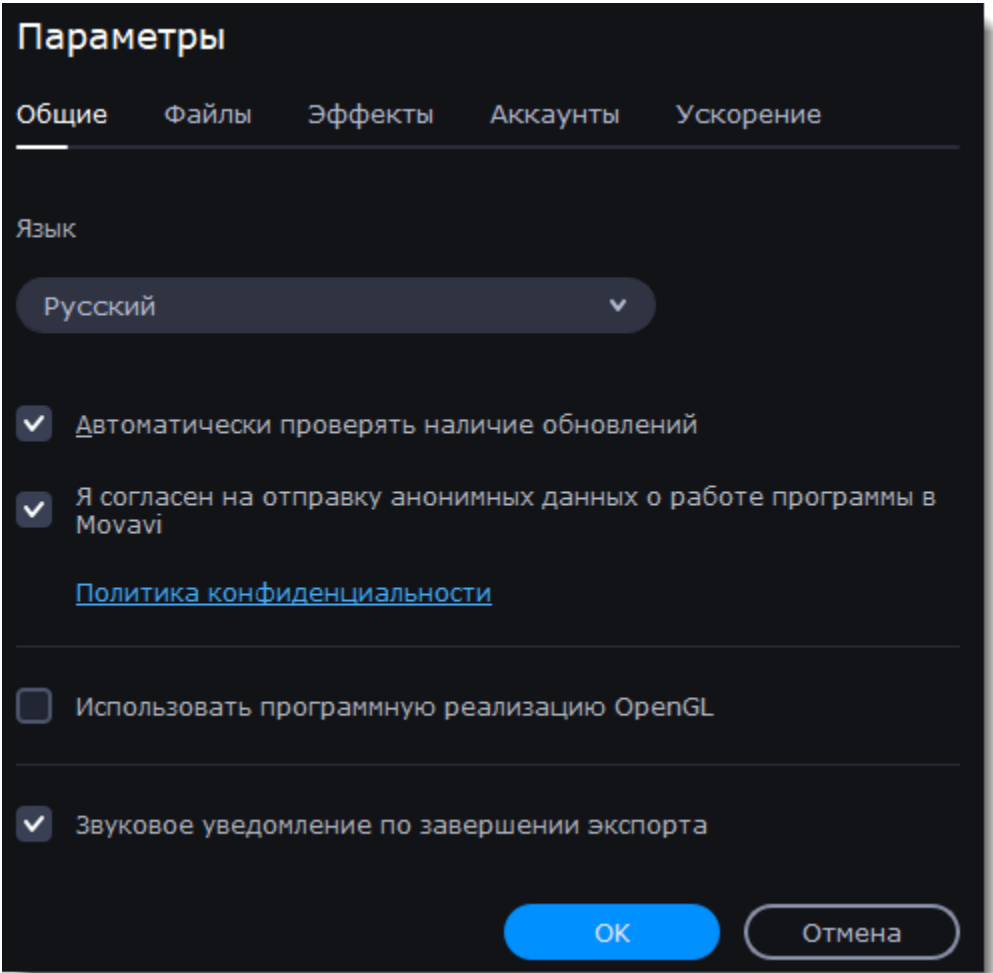 Параметры
Общие Файлы Эффекты Аккаунты Ускорение
Язык
Русский
Автоматически проверять наличие обновлений
Я согласен на отправку анонимных данных о работе программы в
Movavi
Политика конфиденциальности
Использовать программную реализацию OpenGL
Звуковое уведомление по завершении экспорта
OK Отмена